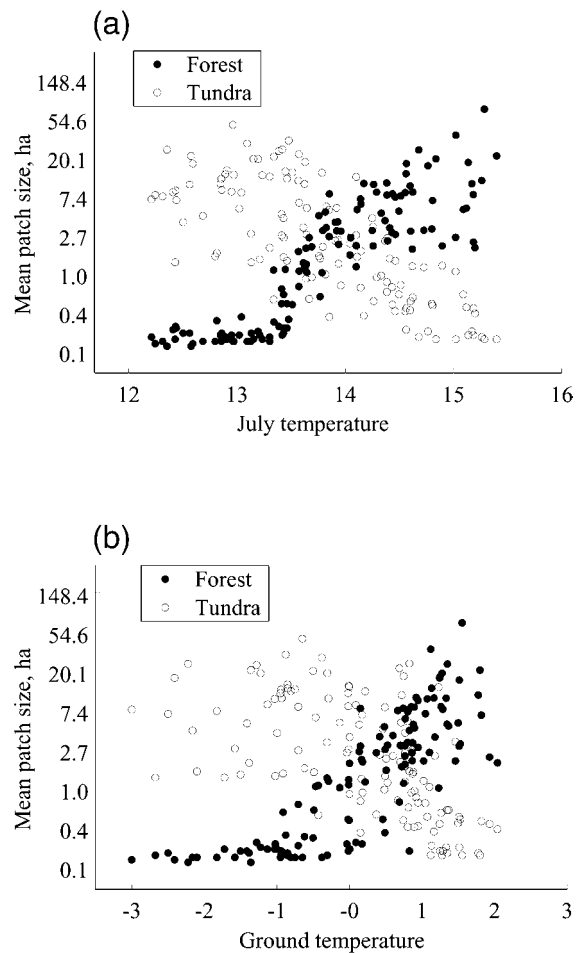 (a)
Forest
Tundra
148.4
54.6
20.1
7.4
2.7
1.0
0.4
0.1
Mean patch size, ha
12 13 14 15 16
July temperature
(b)
Forest
Tundra
148.4
54.6
20.1
7.4
2.7
1.0
0.4
0.1
Mean patch size, ha
-3 -2 -1 -0 1 2 3
Ground temperature